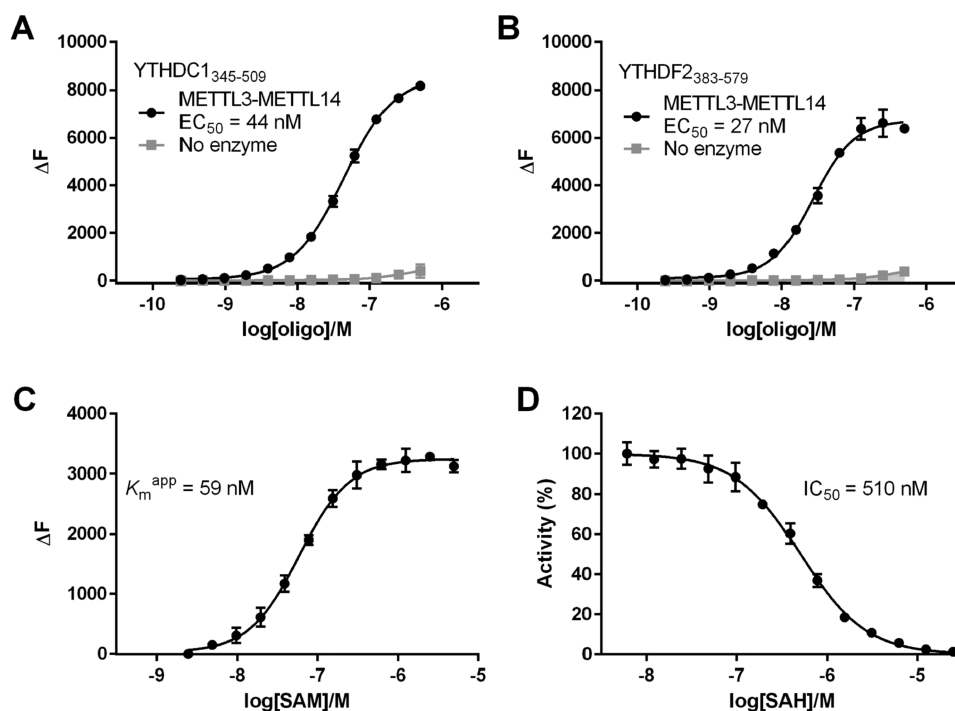 A
10000
8000
6000
4000
2000
0
ΔF
YTHDC1345-509
METTL3-METTL14
EC50 = 44 nM
No enzyme
-10 -9 -8 -7 -6
log[oligo]/M
B
10000
8000
6000
4000
2000
0
ΔF
YTHDF2383-579
METTL3-METTL14
EC50 = 27 nM
No enzyme
-10 -9 -8 -7 -6
log[oligo]/M
C
4000
3000
2000
1000
0
ΔF
Kmapp = 59 nM
-9 -8 -7 -6 -5
log[SAM]/M
D
120
100
80
60
40
20
0
Activity (%)
IC50 = 510 nM
-8 -7 -6 -5
log[SAH]/M